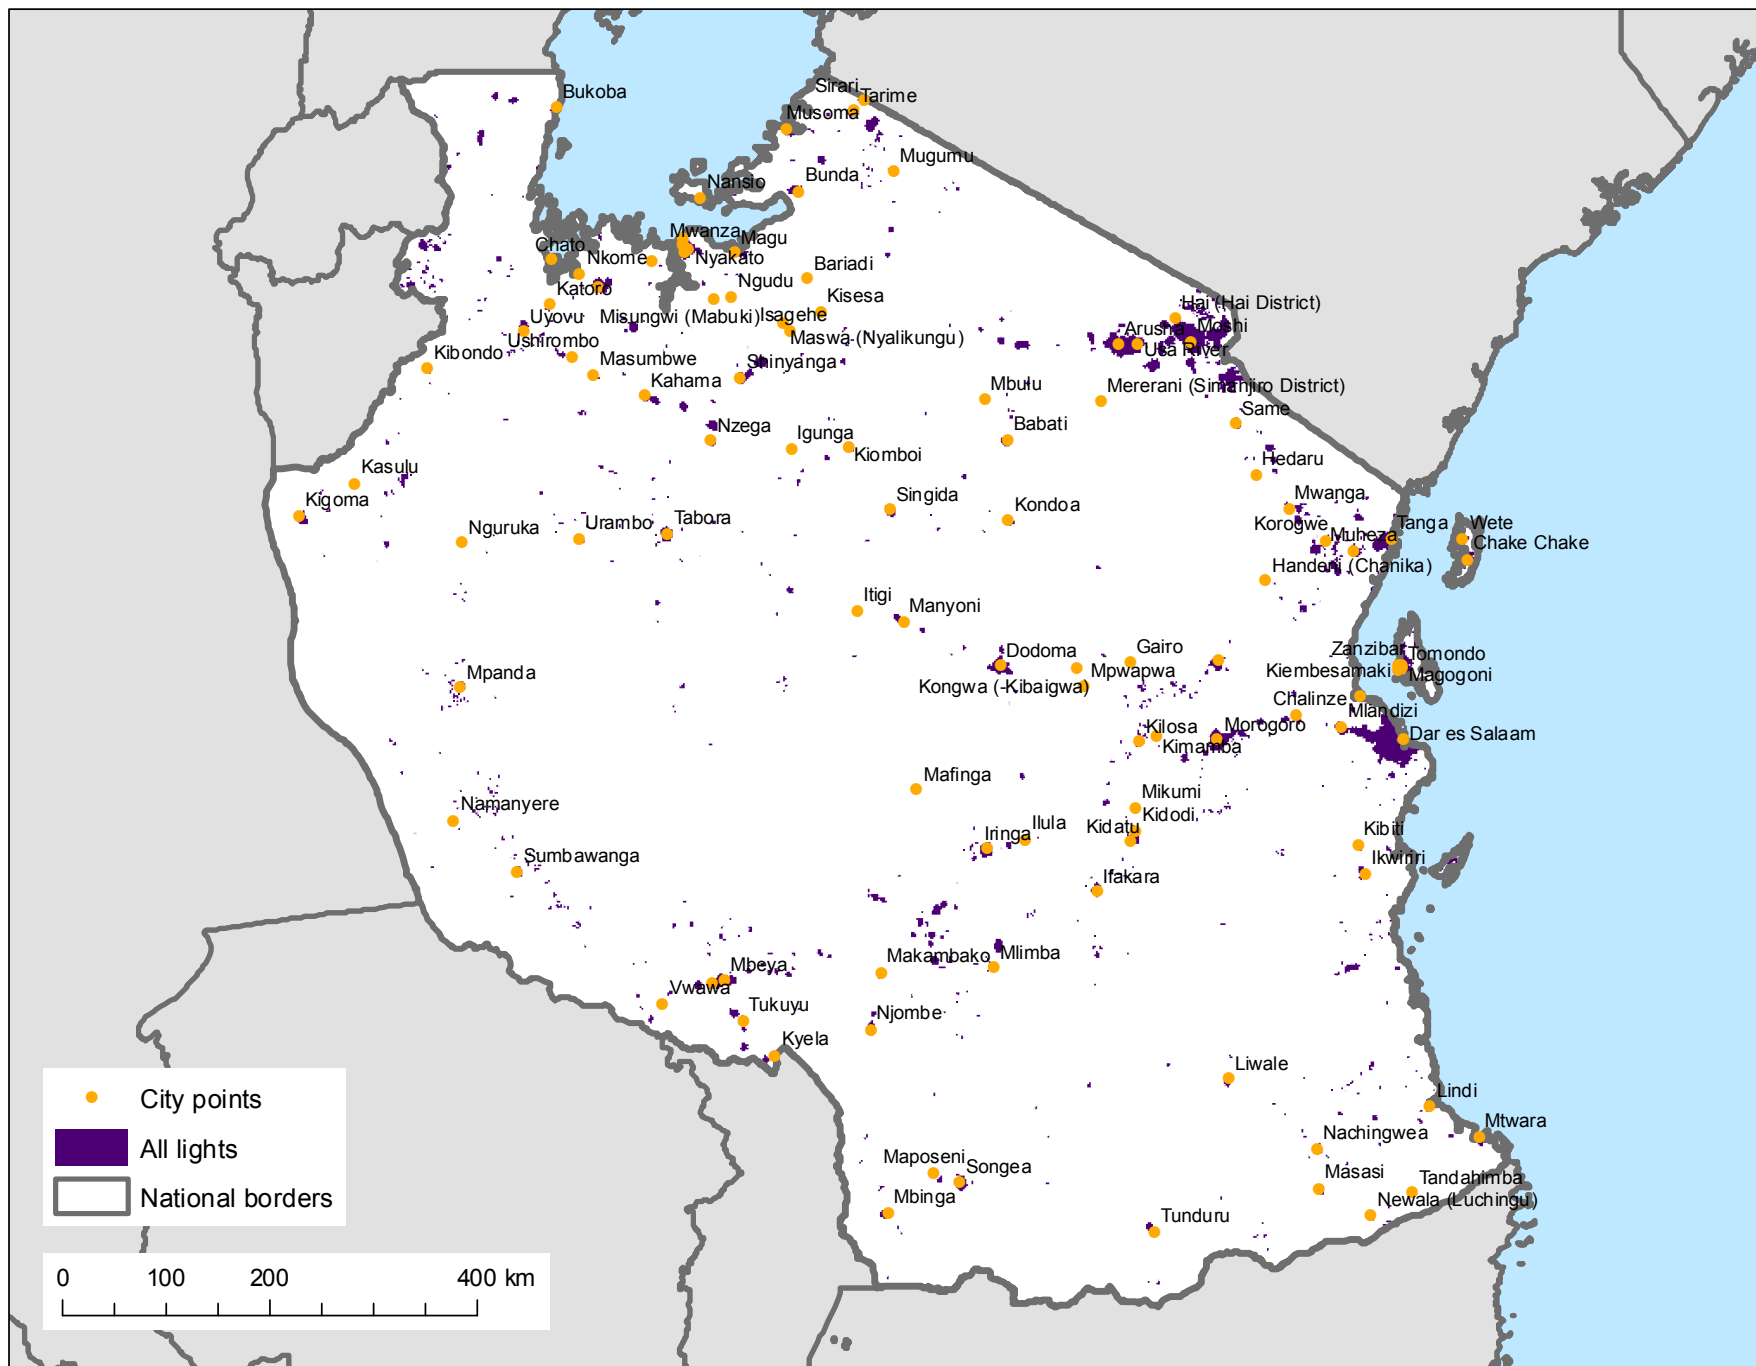 Sirari
Bukoba
Tarime
Musoma
Mugumu
Nansio
Bunda
Mwanza
Magu
Chato
Nkome
Nyakato
Bariadi
Ngudu
Katoro
Kisesa
Hai (Hai District)
Uyovu
Misungwi (Mabuki)
Isagehe
Arusha
Moshi
Ushirombo
Maswa (Nyalikungu)
Usa River
Kibondo
Masumbwe
Shinyanga
Kahama
Mbulu
Mererani (Simanjiro District)
Same
Nzega
Igunga
Babati
Kiomboi
Hedaru
Kasulu
Kigoma
Singida
Kondoa
Mwanga
Nguruka
Urambo
Tabora
Korogwe
Muheza
Tanga
Wete
Chake Chake
Handeni (Chanika)
Itigi
Manyoni
Dodoma
Gairo
Zanzibar
Tomondo
Mpanda
Kongwa (-Kibaigwa)
Mpwapwa
Kiembesamaki
Magogoni
Chalinze
Mlandizi
Kilosa
Morogoro
Dar es Salaam
Kimamba
Mafinga
Mikumi
Namanyere
Kidodi
Iringa
Ilula
Kidatu
Kibiti
Sumbawanga
Ikwiriri
Ifakara
Makambako
Mlimba
Mbeya
Vwawa
Tukuyu
Njombe
Kyela
Liwale
Lindi
Mtwara
Nachingwea
Maposeni
Songea
Masasi
Tandahimba
Mbinga
Newala (Luchingu)
Tunduru
City points
All lights
National borders
0 100 200 400 km